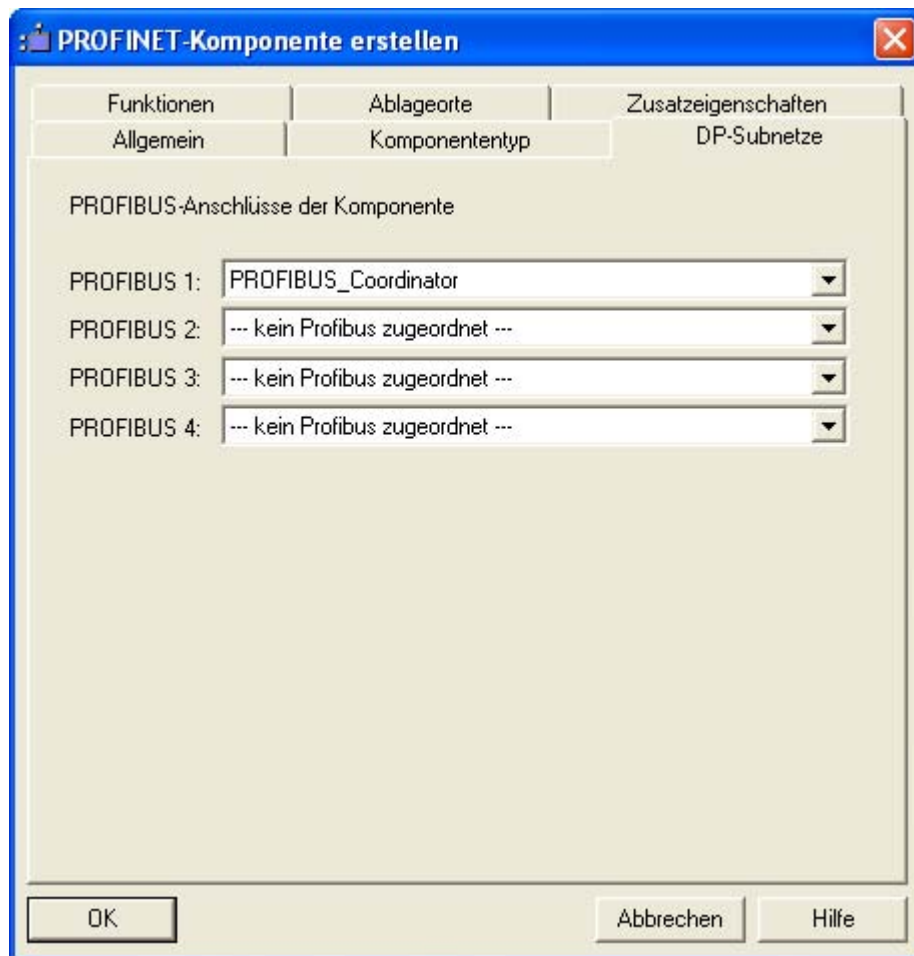 PROFINET-Komponente erstellen
Funktionen Ablageorte Zusatzeigenschaften
Allgemein Komponententyp DP-Subnetze
PROFIBUS-Anschlüsse der Komponente
PROFIBUS 1: PROFIBUS_Coordinator
PROFIBUS 2: --- kein Profibus zugeordnet ---
PROFIBUS 3: --- kein Profibus zugeordnet ---
PROFIBUS 4: --- kein Profibus zugeordnet ---
OK Abbrechen Hilfe